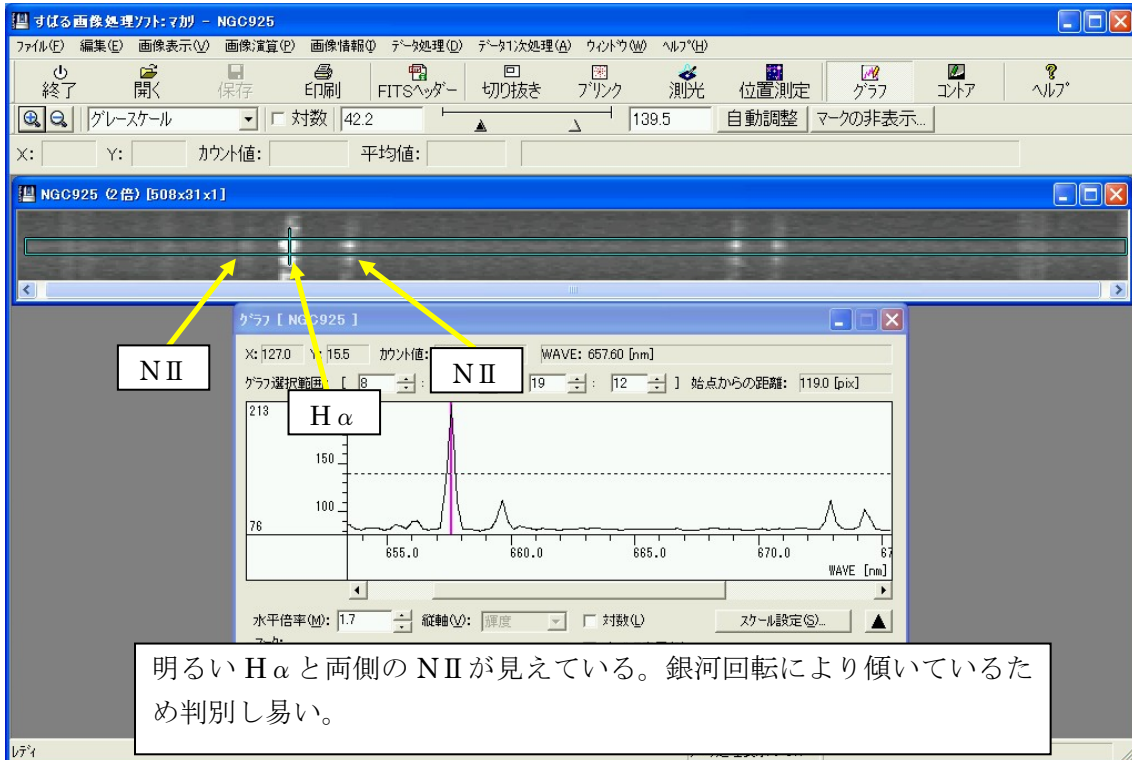 すばる画像処理ソフト:マカリ - NGC925
ファイル(F) 編集(E) 画像表示(V) 画像演算(P) 画像情報(I) データ処理(D) データ1次処理(A) ウィンドウ(W) ヘルプ(H)
終了 開く 保存 印刷 FITSヘッダー 切り抜き ブリンク 測光 位置測定 グラフ コントア ヘルプ
グレースケール 対数 42.2 139.5 自動調整 マークの非表示...
X: Y: カウント値: 平均値:
NGC925 (2倍) [508x31x1]
グラフ [ NGC925 ]
X: 127.0 Y: 15.5 カウント値: WAVE: 657.60 [nm]
NⅡ
NⅡ
Hα
グラフ選択範囲: [ 8 : 19 : 12 ] 始点からの距離: 119.0 [pix]
213
150
100
76
655.0 660.0 665.0 670.0 67
WAVE [nm]
水平倍率(M): 1.7 縦軸(V): 輝度 対数(L) スケール設定(S)...
明るいHαと両側のNⅡが見えている。銀河回転により傾いているた
め判別し易い。
レディ